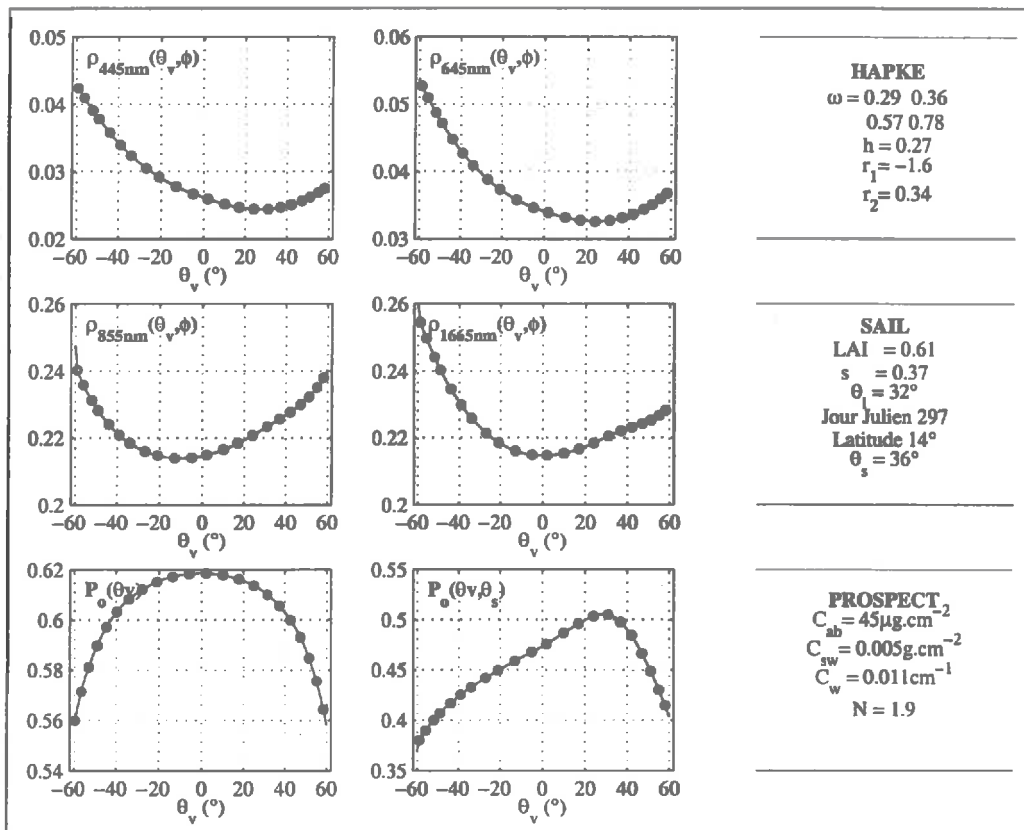 0.05
0.04
0.03
0.02
ρ445nm(θv,ϕ)
−60 −40 −20 0 20 40 60
θv (°)
0.06
0.05
0.04
0.03
ρ645nm(θv,ϕ)
−60 −40 −20 0 20 40 60
θv (°)
HAPKE
ω = 0.29 0.36
0.57 0.78
h = 0.27
r1= −1.6
r2= 0.34
0.26
0.24
0.22
0.2
ρ855nm(θv,ϕ)
−60 −40 −20 0 20 40 60
θv (°)
0.26
0.24
0.22
0.2
ρ1665nm(θv,ϕ)
−60 −40 −20 0 20 40 60
θv (°)
SAIL
LAI = 0.61
s = 0.37
θl = 32°
Jour Julien 297
Latitude 14°
θs = 36°
0.62
0.6
0.58
0.56
0.54
Po(θv)
−60 −40 −20 0 20 40 60
θv (°)
0.55
0.5
0.45
0.4
0.35
Po(θv,θs)
−60 −40 −20 0 20 40 60
θv (°)
PROSPECT
Cab = 45μg.cm−2
Csw = 0.005g.cm−2
Cw = 0.011cm−1
N = 1.9